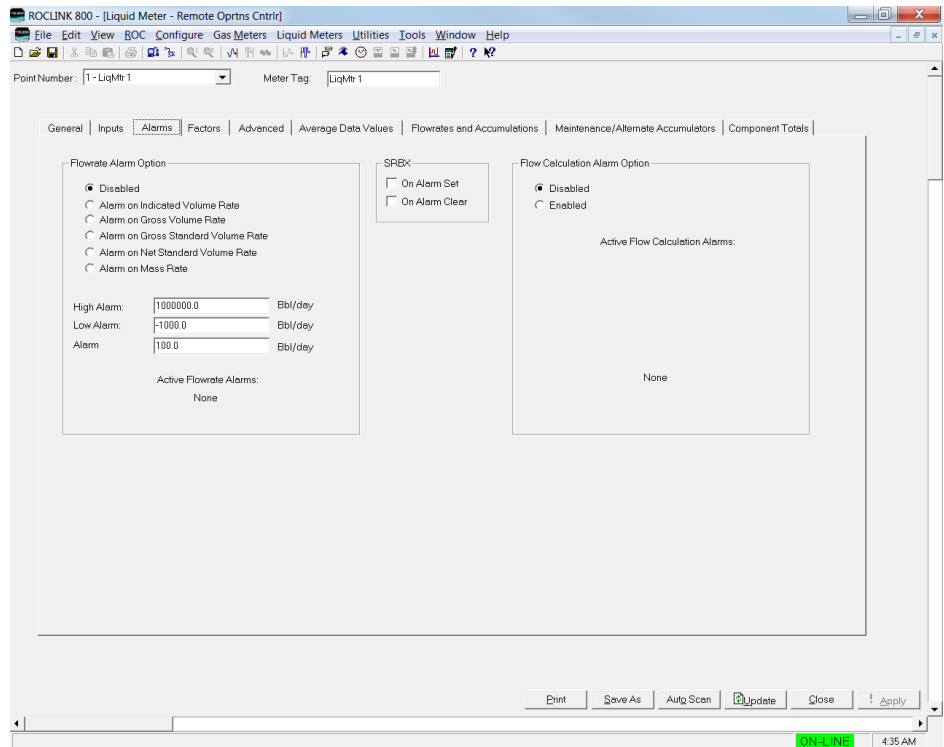 ROCLINK 800 - [Liquid Meter - Remote Oprtns Cntrlr]
File Edit View ROC Configure Gas Meters Liquid Meters Utilities Tools Window Help
Point Number: 1 - LiqMtr 1 Meter Tag: LiqMtr 1
General Inputs Alarms Factors Advanced Average Data Values Flowrates and Accumulations Maintenance/Alternate Accumulators Component Totals
Flowrate Alarm Option
Disabled
Alarm on Indicated Volume Rate
Alarm on Gross Volume Rate
Alarm on Gross Standard Volume Rate
Alarm on Net Standard Volume Rate
Alarm on Mass Rate
High Alarm: 1000000.0 Bbl/day
Low Alarm: -1000.0 Bbl/day
Alarm 100.0 Bbl/day
Active Flowrate Alarms:
None
SRBX
On Alarm Set
On Alarm Clear
Flow Calculation Alarm Option
Disabled
Enabled
Active Flow Calculation Alarms:
None
Print Save As Auto Scan Update Close ! Apply
ON-LINE 4:35 AM